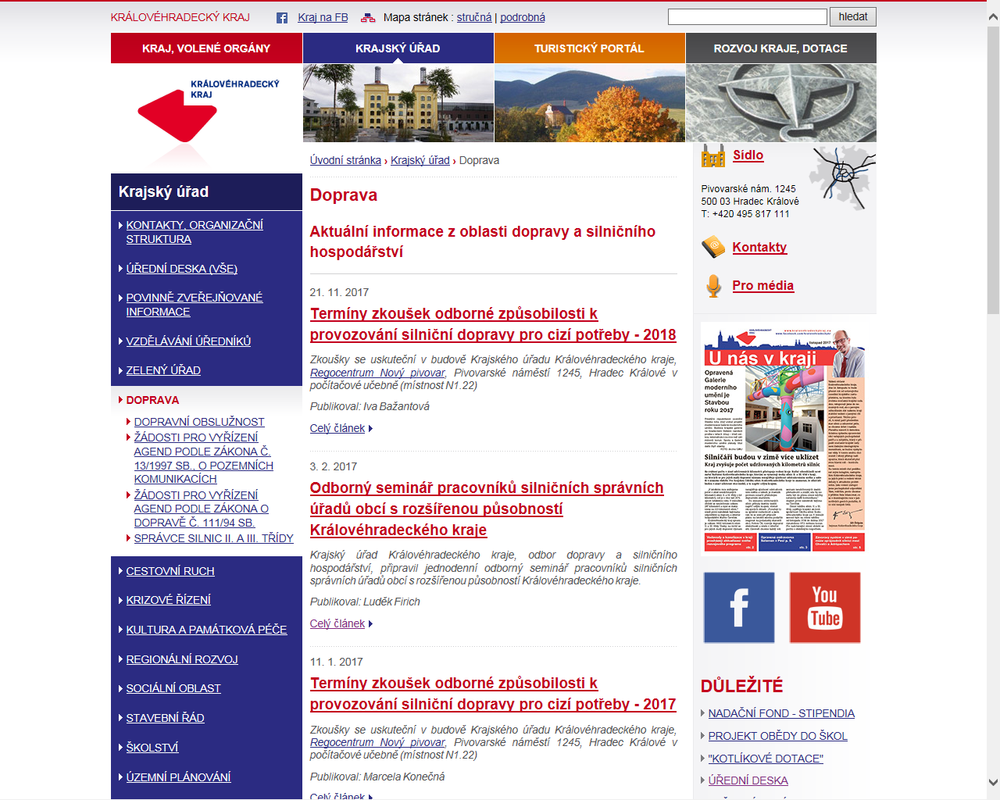 KRÁLOVÉHRADECKÝ KRAJ
Kraj na FB
Mapa stránek : stručná | podrobná
hledat
KRAJ, VOLENÉ ORGÁNY
KRAJSKÝ ÚŘAD
TURISTICKÝ PORTÁL
ROZVOJ KRAJE, DOTACE
KRÁLOVÉHRADECKÝ
KRAJ
Krajský úřad
KONTAKTY, ORGANIZAČNÍ
STRUKTURA
ÚŘEDNÍ DESKA (VŠE)
POVINNĚ ZVEŘEJŇOVANÉ
INFORMACE
VZDĚLÁVÁNÍ ÚŘEDNÍKŮ
ZELENÝ ÚŘAD
DOPRAVA
DOPRAVNÍ OBSLUŽNOST
ŽÁDOSTI PRO VYŘÍZENÍ
AGEND PODLE ZÁKONA Č.
13/1997 SB., O POZEMNÍCH
KOMUNIKACÍCH
ŽÁDOSTI PRO VYŘÍZENÍ
AGEND PODLE ZÁKONA O
DOPRAVĚ Č. 111/94 SB.
SPRÁVCE SILNIC II. A III. TŘÍDY
CESTOVNÍ RUCH
KRIZOVÉ ŘÍZENÍ
KULTURA A PAMÁTKOVÁ PÉČE
REGIONÁLNÍ ROZVOJ
SOCIÁLNÍ OBLAST
STAVEBNÍ ŘÁD
ŠKOLSTVÍ
ÚZEMNÍ PLÁNOVÁNÍ
Úvodní stránka › Krajský úřad › Doprava
Doprava
Aktuální informace z oblasti dopravy a silničního
hospodářství
21. 11. 2017
Termíny zkoušek odborné způsobilosti k
provozování silniční dopravy pro cizí potřeby - 2018
Zkoušky se uskuteční v budově Krajského úřadu Královéhradeckého kraje,
Regocentrum Nový pivovar, Pivovarské náměstí 1245, Hradec Králové v
počítačové učebně (místnost N1.22)
Publikoval: Iva Bažantová
Celý článek
3. 2. 2017
Odborný seminář pracovníků silničních správních
úřadů obcí s rozšířenou působností
Královéhradeckého kraje
Krajský úřad Královéhradeckého kraje, odbor dopravy a silničního
hospodářství, připravil jednodenní odborný seminář pracovníků silničních
správních úřadů obcí s rozšířenou působností Královéhradeckého kraje.
Publikoval: Luděk Firich
Celý článek
11. 1. 2017
Termíny zkoušek odborné způsobilosti k
provozování silniční dopravy pro cizí potřeby - 2017
Zkoušky se uskuteční v budově Krajského úřadu Královéhradeckého kraje,
Regocentrum Nový pivovar, Pivovarské náměstí 1245, Hradec Králové v
počítačové učebně (místnost N1.22)
Publikoval: Marcela Konečná
Celý článek
Sídlo
Pivovarské nám. 1245
500 03 Hradec Králové
T: +420 495 817 111
Kontakty
Pro média
listopad 2017
U nás v kraji
Opravená
Galerie
moderního
umění je
Stavbou
roku 2017
Silničáři budou v zimě více uklízet
Kraj zvyšuje počet udržovaných kilometrů silnic
You
Tube
DŮLEŽITÉ
NADAČNÍ FOND - STIPENDIA
PROJEKT OBĚDY DO ŠKOL
"KOTLÍKOVÉ DOTACE"
ÚŘEDNÍ DESKA